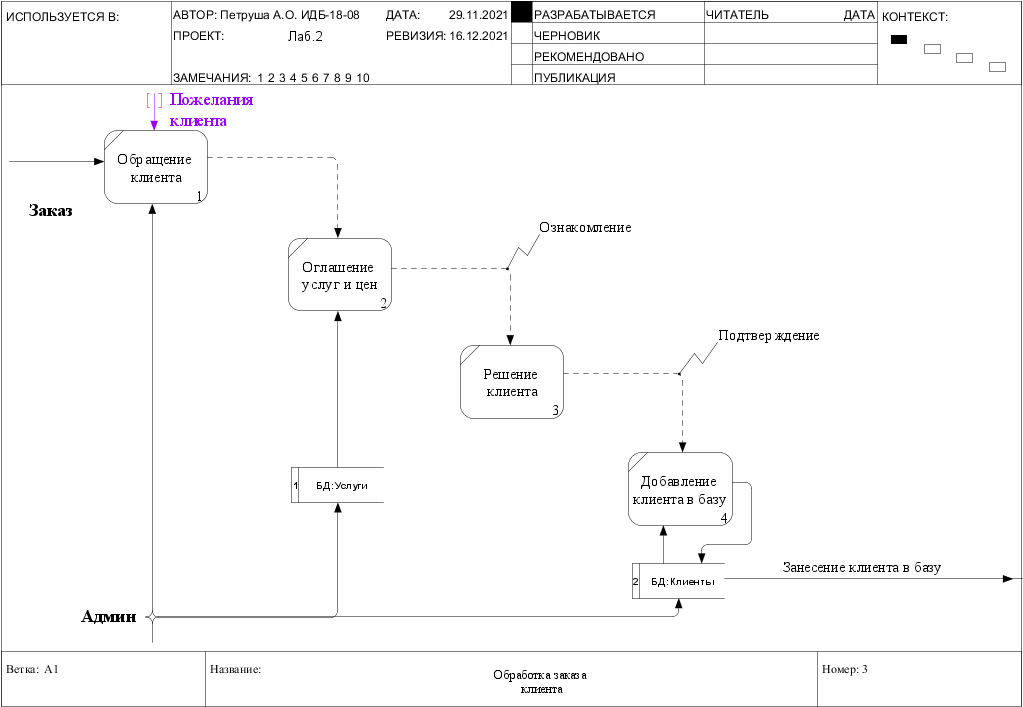 ИСПОЛЬЗУЕТСЯ В:
АВТОР: Петруша А.О. ИДБ-18-08
ДАТА: 29.11.2021
РАЗРАБАТЫВАЕТСЯ
ЧИТАТЕЛЬ
ДАТА
КОНТЕКСТ:
ПРОЕКТ: Лаб.2
РЕВИЗИЯ: 16.12.2021
ЧЕРНОВИК
РЕКОМЕНДОВАНО
ЗАМЕЧАНИЯ: 1 2 3 4 5 6 7 8 9 10
ПУБЛИКАЦИЯ
Пожелания
клиента
Обращение
клиента
1
Заказ
Оглашение
услуг и цен
2
Ознакомление
Решение
клиента
3
Подтверждение
Добавление
клиента в базу
4
1 БД:Услуги
2 БД:Клиенты
Занесение клиента в базу
Админ
Ветка: A1
Название:
Обработка заказа
клиента
Номер: 3